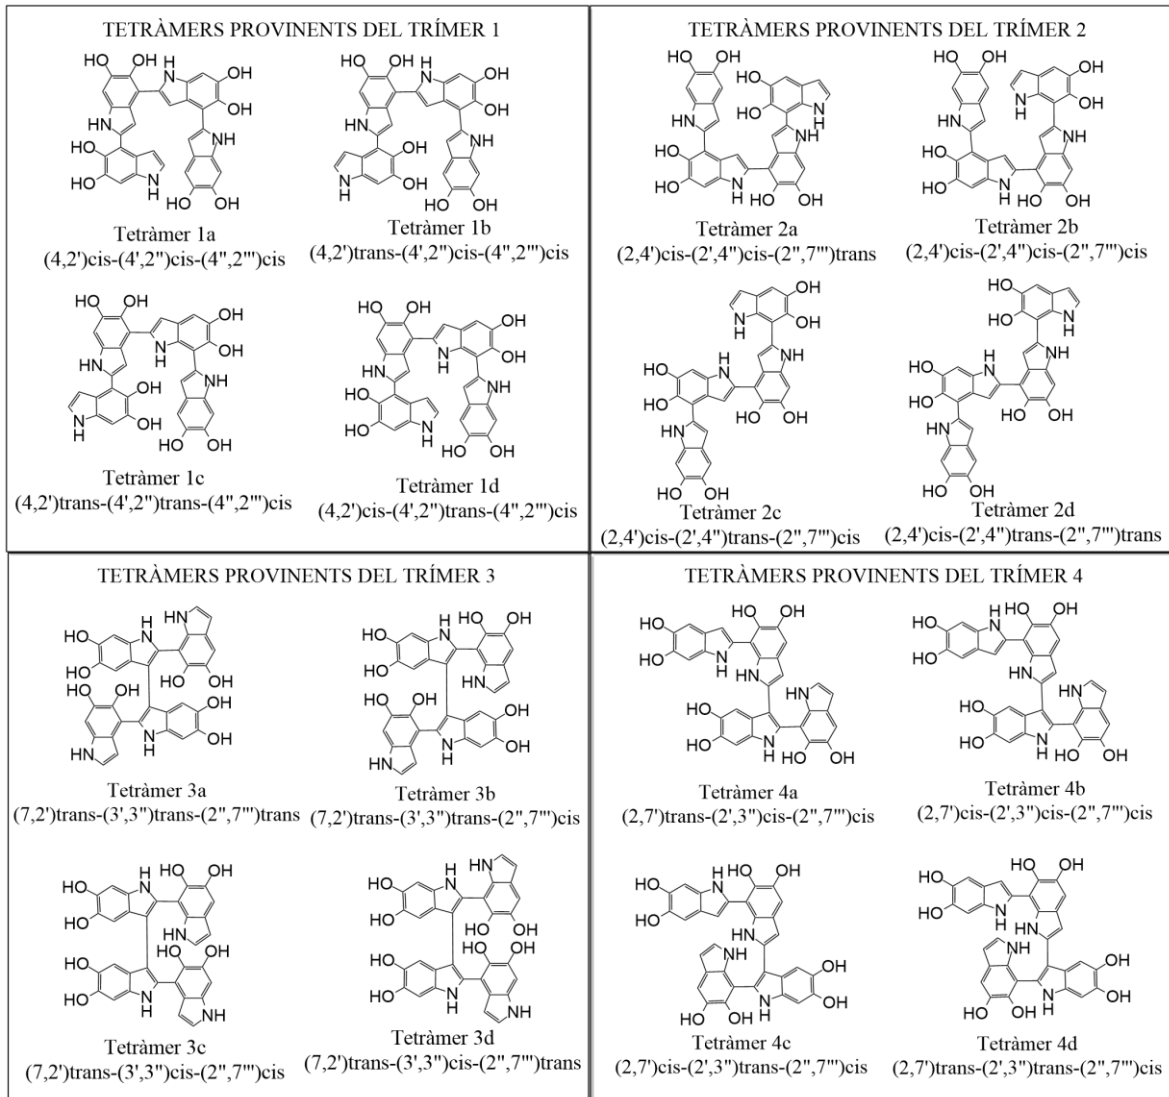 TETRÀMERS PROVINENTS DEL TRÍMER 1
Tetràmer 1a
(4,2')cis-(4',2")cis-(4",2''')cis
Tetràmer 1b
(4,2')trans-(4',2")cis-(4",2''')cis
Tetràmer 1c
(4,2')trans-(4',2")trans-(4",2''')cis
Tetràmer 1d
(4,2')cis-(4',2")trans-(4",2''')cis
TETRÀMERS PROVINENTS DEL TRÍMER 2
Tetràmer 2a
(2,4')cis-(2',4")cis-(2",7''')trans
Tetràmer 2b
(2,4')cis-(2',4")cis-(2",7''')cis
Tetràmer 2c
(2,4')cis-(2',4")trans-(2",7''')cis
Tetràmer 2d
(2,4')cis-(2',4")trans-(2",7''')trans
TETRÀMERS PROVINENTS DEL TRÍMER 3
Tetràmer 3a
(7,2')trans-(3',3")trans-(2",7''')trans
Tetràmer 3b
(7,2')trans-(3',3")trans-(2",7''')cis
Tetràmer 3c
(7,2')trans-(3',3")cis-(2",7''')cis
Tetràmer 3d
(7,2')trans-(3',3")cis-(2",7''')trans
TETRÀMERS PROVINENTS DEL TRÍMER 4
Tetràmer 4a
(2,7')trans-(2',3")cis-(2",7''')cis
Tetràmer 4b
(2,7')cis-(2',3")cis-(2",7''')cis
Tetràmer 4c
(2,7')cis-(2',3")trans-(2",7''')cis
Tetràmer 4d
(2,7')trans-(2',3")trans-(2",7''')cis